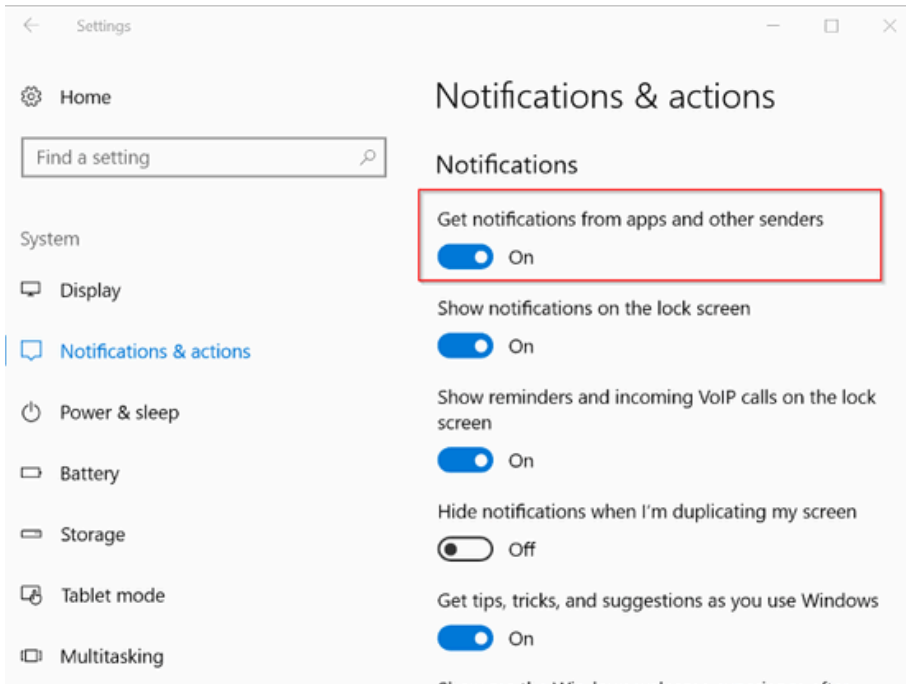 Settings
Home
Find a setting
System
Display
Notifications & actions
Power & sleep
Battery
Storage
Tablet mode
Multitasking
Notifications & actions
Notifications
Get notifications from apps and other senders
On
Show notifications on the lock screen
On
Show reminders and incoming VoIP calls on the lock
screen
On
Hide notifications when I'm duplicating my screen
Off
Get tips, tricks, and suggestions as you use Windows
On